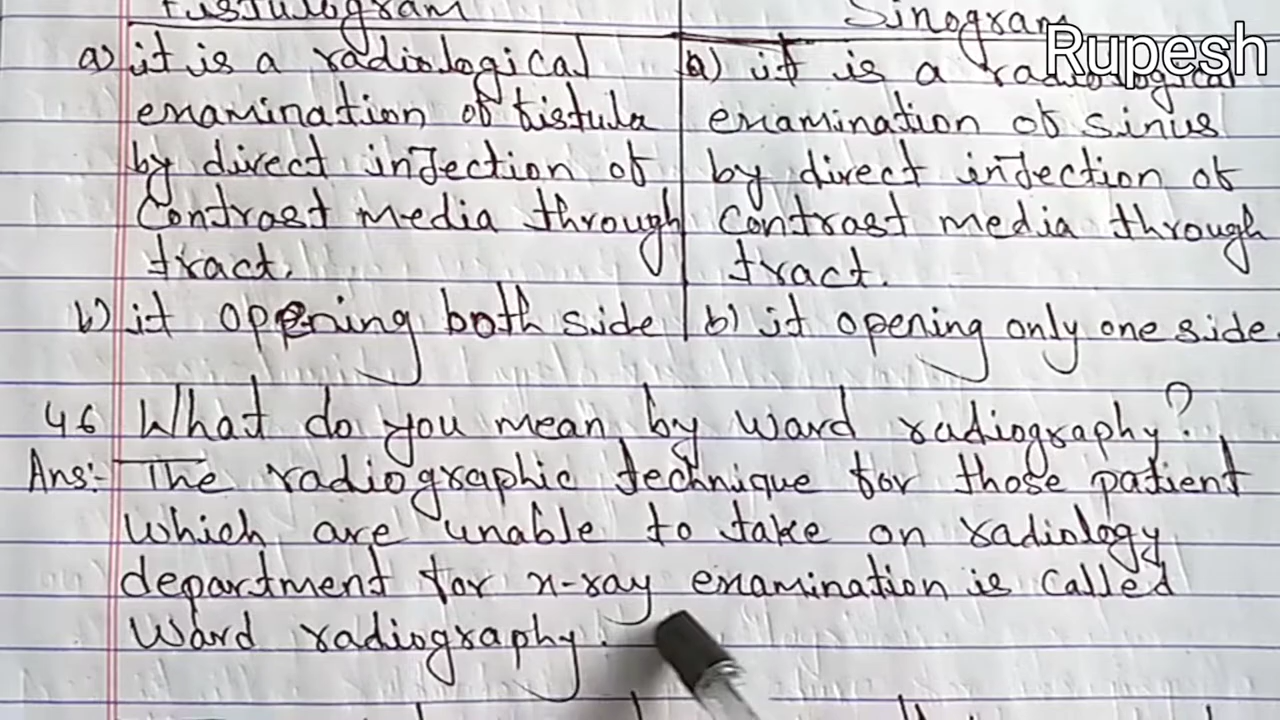 Fistulogram
Sinogram
Rupesh
a) it is a radiological
examination of fistula
by direct injection of
Contrast media through
tract.
b) it opening both side
a) it is a radiological
examination of sinus
by direct injection of
Contrast media through
tract.
b) it opening only one side.
46 What do you mean by ward radiography?
Ans:- The radiographic technique for those patient
which are unable to take on radiology
department for x-ray examination is called
Ward radiography.